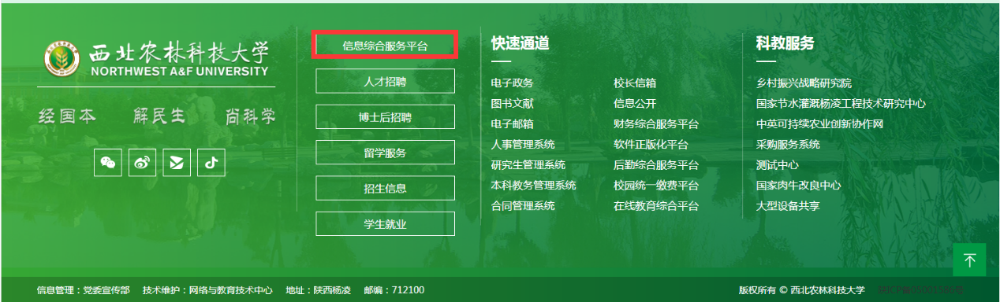 西北农林科技大学
NORTHWEST A&F UNIVERSITY
经国本 解民生 尚科学
信息综合服务平台
人才招聘
博士后招聘
留学服务
招生信息
学生就业
快速通道
电子政务 校长信箱
图书文献 信息公开
电子邮箱 财务综合服务平台
人事管理系统 软件正版化平台
研究生管理系统 后勤综合服务平台
本科教务管理系统 校园统一缴费平台
合同管理系统 在线教育综合平台
科教服务
乡村振兴战略研究院
国家节水灌溉杨凌工程技术研究中心
中英可持续农业创新协作网
采购服务系统
测试中心
国家肉牛改良中心
大型设备共享
信息管理：党委宣传部 技术维护：网络与教育技术中心 地址：陕西杨凌 邮编：712100
版权所有 © 西北农林科技大学